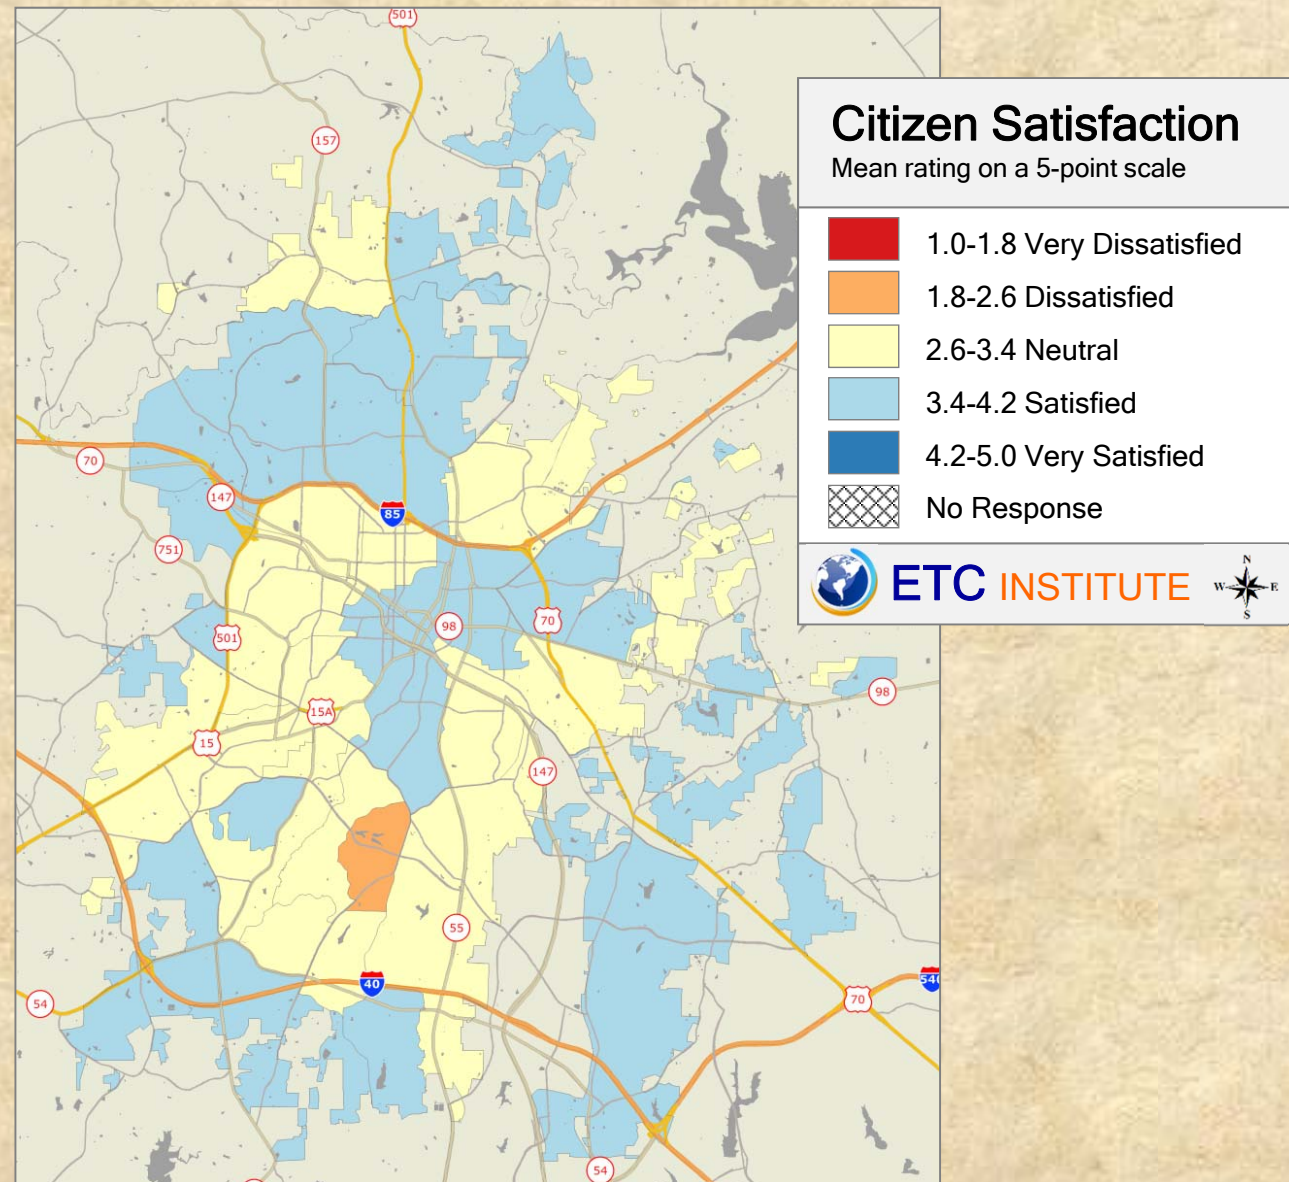 501
157
Citizen Satisfaction
Mean rating on a 5-point scale
1.0-1.8 Very Dissatisfied
1.8-2.6 Dissatisfied
2.6-3.4 Neutral
3.4-4.2 Satisfied
4.2-5.0 Very Satisfied
No Response
ETC INSTITUTE
N
W E
S
70
147
85
751
501
98
70
15A
15
98
147
55
40
54
70
540
54